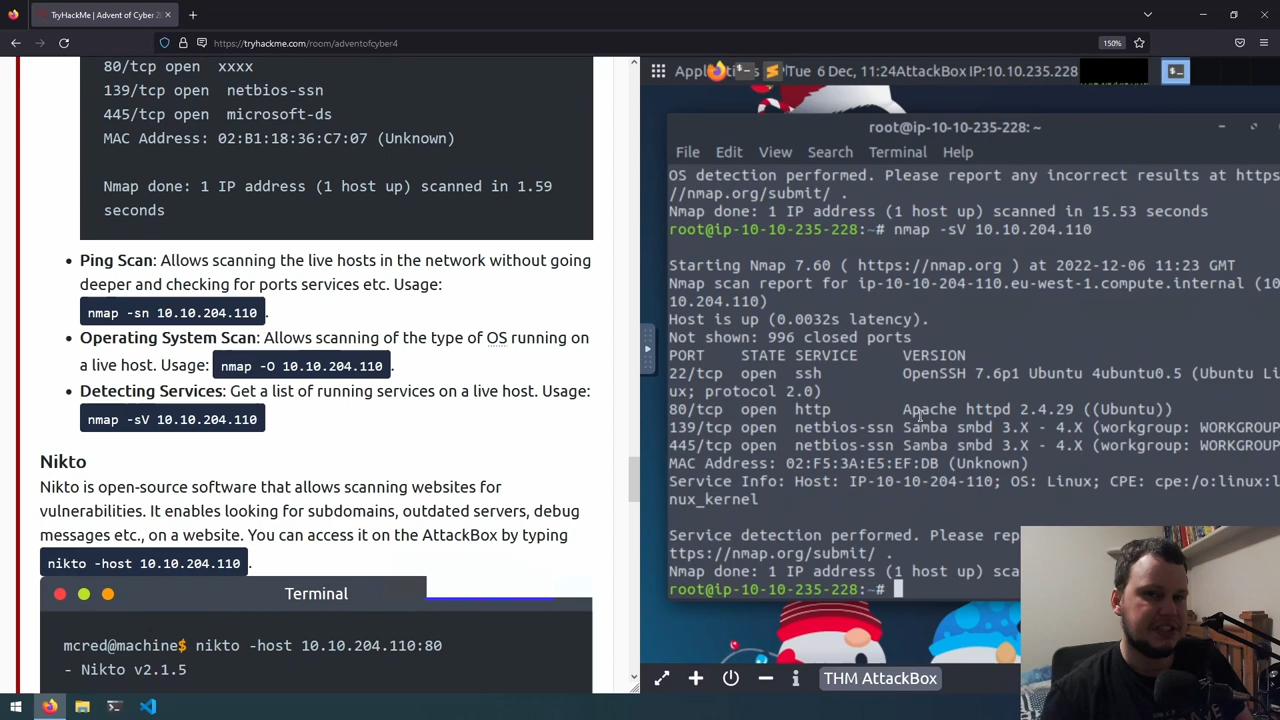 TryHackMe | Advent of Cyber 20
https://tryhackme.com/room/adventofcyber4
150%
80/tcp open  xxxx
139/tcp open  netbios-ssn
445/tcp open  microsoft-ds
MAC Address: 02:B1:18:36:C7:07 (Unknown)
Nmap done: 1 IP address (1 host up) scanned in 1.59
seconds
Ping Scan: Allows scanning the live hosts in the network without going
deeper and checking for ports services etc. Usage:
nmap -sn 10.10.204.110.
Operating System Scan: Allows scanning of the type of OS running on
a live host. Usage: nmap -O 10.10.204.110.
Detecting Services: Get a list of running services on a live host. Usage:
nmap -sV 10.10.204.110
Nikto
Nikto is open-source software that allows scanning websites for
vulnerabilities. It enables looking for subdomains, outdated servers, debug
messages etc., on a website. You can access it on the AttackBox by typing
nikto -host 10.10.204.110.
Terminal
mcred@machine$ nikto -host 10.10.204.110:80
- Nikto v2.1.5
Tue 6 Dec, 11:24 AttackBox IP:10.10.235.228
root@ip-10-10-235-228: ~
File Edit View Search Terminal Help
OS detection performed. Please report any incorrect results at https
://nmap.org/submit/ .
Nmap done: 1 IP address (1 host up) scanned in 15.53 seconds
root@ip-10-10-235-228:~# nmap -sV 10.10.204.110
Starting Nmap 7.60 ( https://nmap.org ) at 2022-12-06 11:23 GMT
Nmap scan report for ip-10-10-204-110.eu-west-1.compute.internal (10
10.204.110)
Host is up (0.0032s latency).
Not shown: 996 closed ports
PORT    STATE SERVICE     VERSION
22/tcp  open  ssh         OpenSSH 7.6p1 Ubuntu 4ubuntu0.5 (Ubuntu Li
ux; protocol 2.0)
80/tcp  open  http        Apache httpd 2.4.29 ((Ubuntu))
139/tcp open  netbios-ssn Samba smbd 3.X - 4.X (workgroup: WORKGROUP
445/tcp open  netbios-ssn Samba smbd 3.X - 4.X (workgroup: WORKGROUP
MAC Address: 02:F5:3A:E5:EF:DB (Unknown)
Service Info: Host: IP-10-10-204-110; OS: Linux; CPE: cpe:/o:linux:l
nux_kernel
Service detection performed. Please rep
ttps://nmap.org/submit/ .
Nmap done: 1 IP address (1 host up) sca
root@ip-10-10-235-228:~#
THM AttackBox